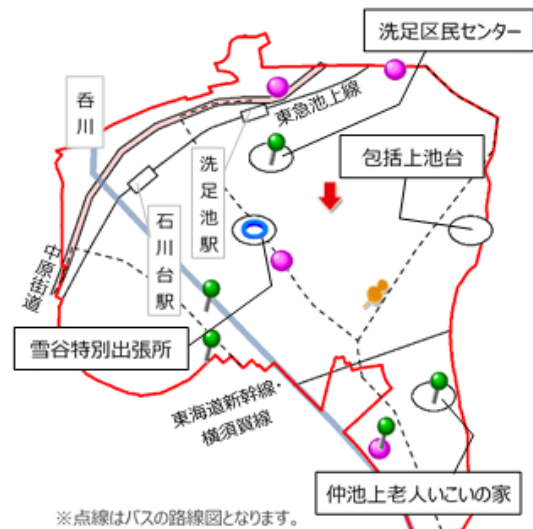 洗足区民センター
呑川
東急池上線
包括上池台
洗足池駅
石川台駅
中原街道
雪谷特別出張所
東海道新幹線・
横須賀線
仲池上老人いこいの家
※点線はバスの路線図となります。